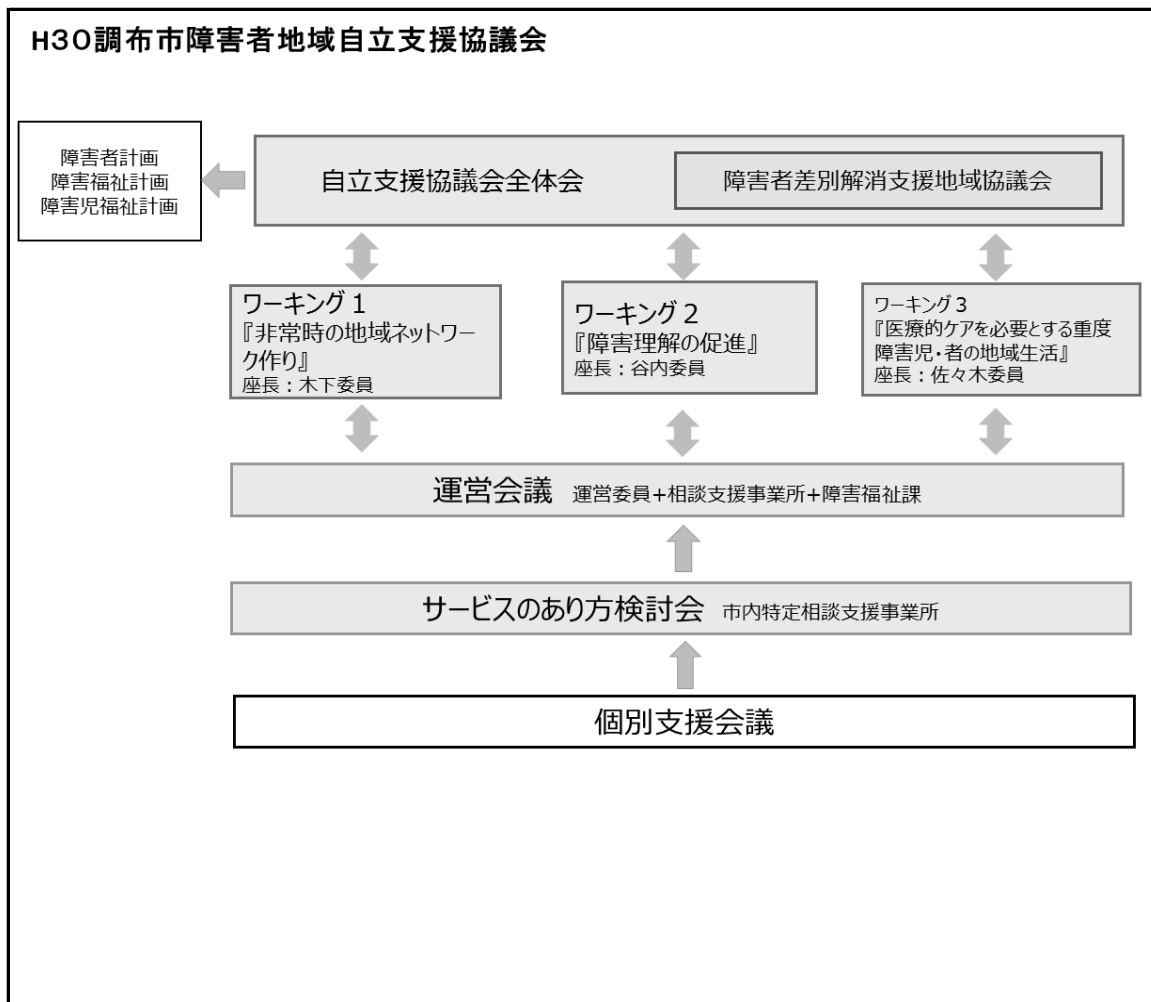 H30調布市障害者地域自立支援協議会
障害者計画
障害福祉計画
障害児福祉計画
自立支援協議会全体会
障害者差別解消支援地域協議会
ワーキング１
『非常時の地域ネットワー
ク作り』
座長：木下委員
ワーキング２
『障害理解の促進』
座長：谷内委員
ワーキング３
『医療的ケアを必要とする重度
障害児・者の地域生活』
座長：佐々木委員
運営会議 運営委員+相談支援事業所+障害福祉課
サービスのあり方検討会 市内特定相談支援事業所
個別支援会議